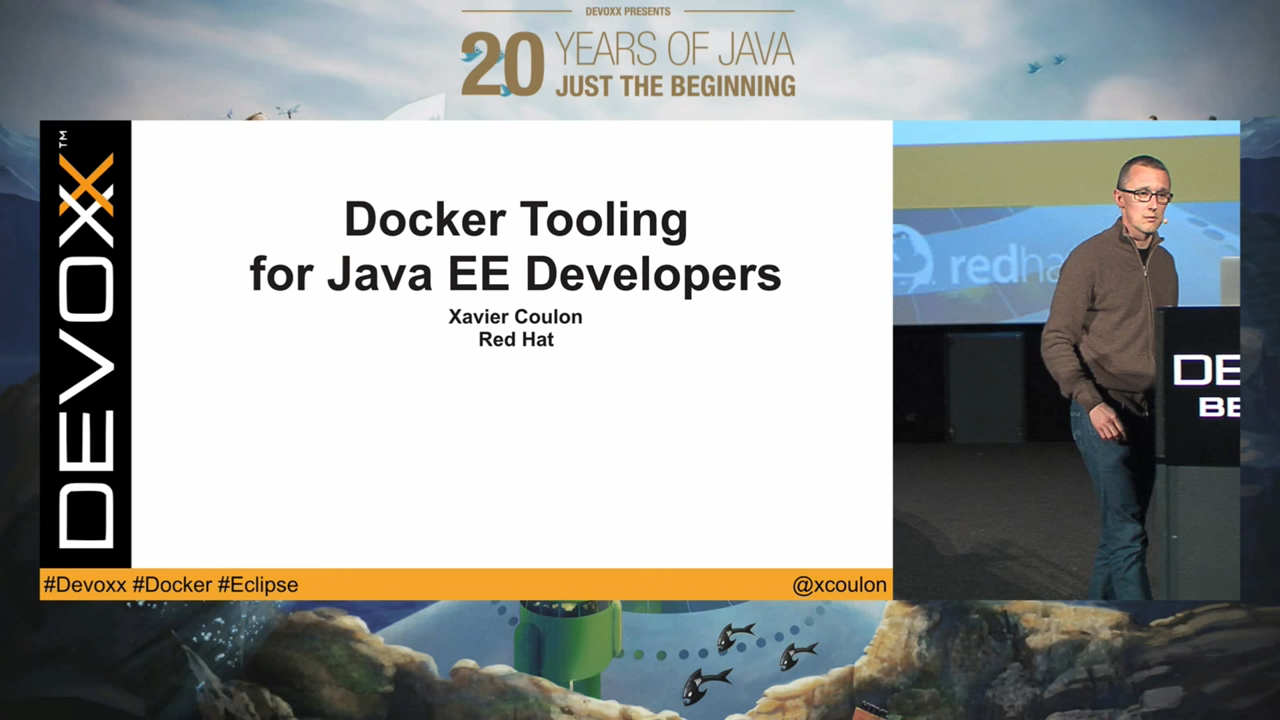 DEVOXX PRESENTS
20 YEARS OF JAVA
JUST THE BEGINNING
DEVOXX™
Docker Tooling
for Java EE Developers
Xavier Coulon
Red Hat
#Devoxx #Docker #Eclipse
@xcoulon
redha
DE
BE